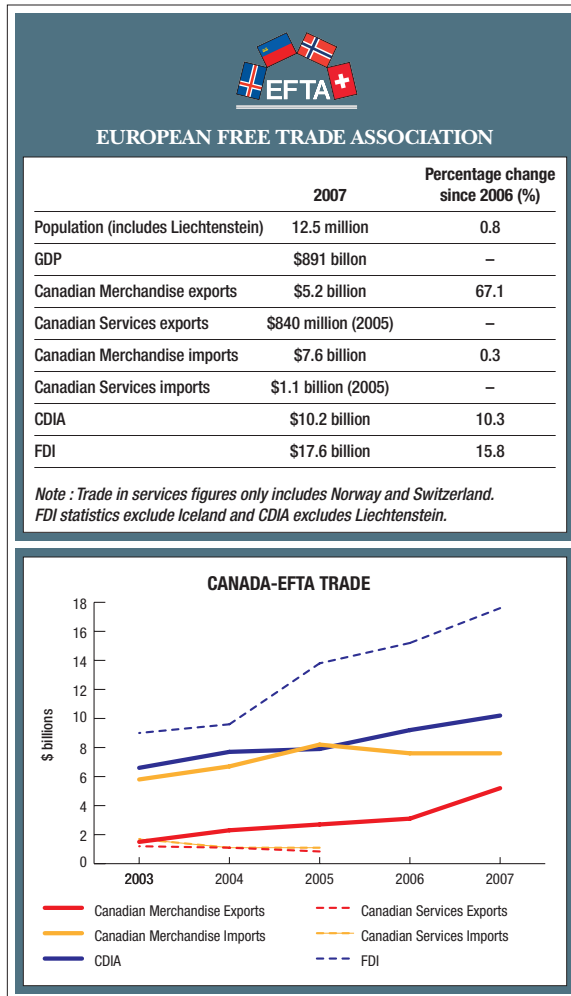 EFTA
EUROPEAN FREE TRADE ASSOCIATION
2007 Percentage change since 2006 (%)
Population (includes Liechtenstein) 12.5 million 0.8
GDP $891 billon –
Canadian Merchandise exports $5.2 billion 67.1
Canadian Services exports $840 million (2005) –
Canadian Merchandise imports $7.6 billion 0.3
Canadian Services imports $1.1 billion (2005) –
CDIA $10.2 billion 10.3
FDI $17.6 billion 15.8
Note : Trade in services figures only includes Norway and Switzerland.
FDI statistics exclude Iceland and CDIA excludes Liechtenstein.
CANADA-EFTA TRADE
$ billions
18
16
14
12
10
8
6
4
2
0
2003 2004 2005 2006 2007
Canadian Merchandise Exports Canadian Services Exports
Canadian Merchandise Imports Canadian Services Imports
CDIA FDI